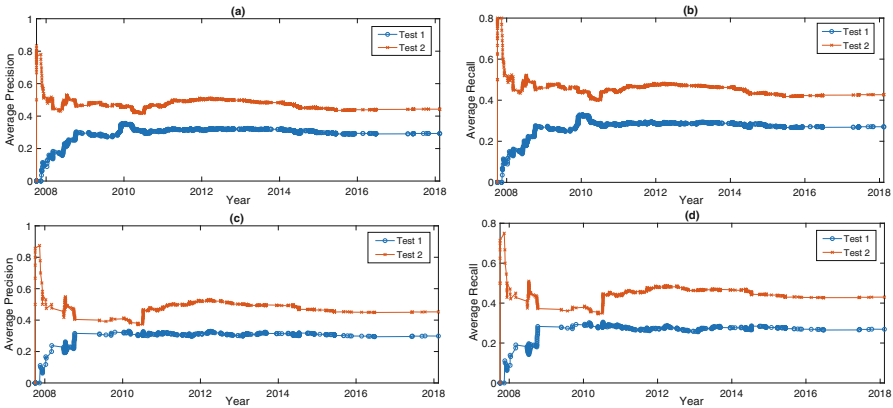 (a)
Average Precision
1
0.8
0.6
0.4
0.2
0
2008 2010 2012 2014 2016 2018
Year
Test 1
Test 2
(b)
Average Recall
0.8
0.6
0.4
0.2
0
2008 2010 2012 2014 2016 2018
Year
Test 1
Test 2
(c)
Average Precision
1
0.8
0.6
0.4
0.2
0
2008 2010 2012 2014 2016 2018
Year
Test 1
Test 2
(d)
Average Recall
0.8
0.6
0.4
0.2
0
2008 2010 2012 2014 2016 2018
Year
Test 1
Test 2